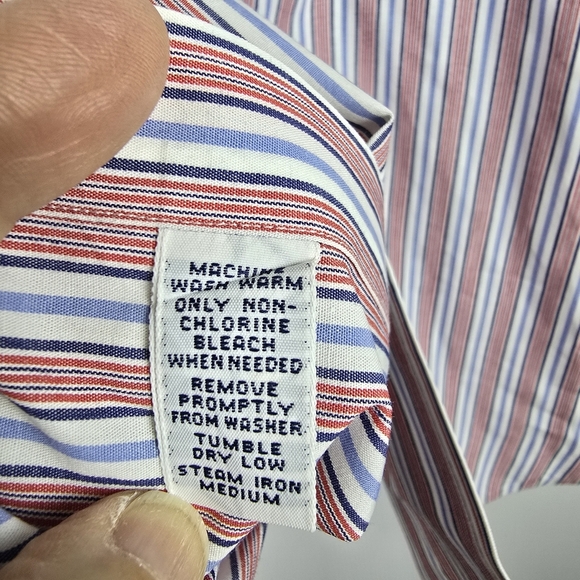 MACHINE
WASH WARM
ONLY NON-
CHLORINE
BLEACH
WHEN NEEDED
REMOVE
PROMPTLY
FROM WASHER
TUMBLE
DRY LOW
STEAM IRON
MEDIUM